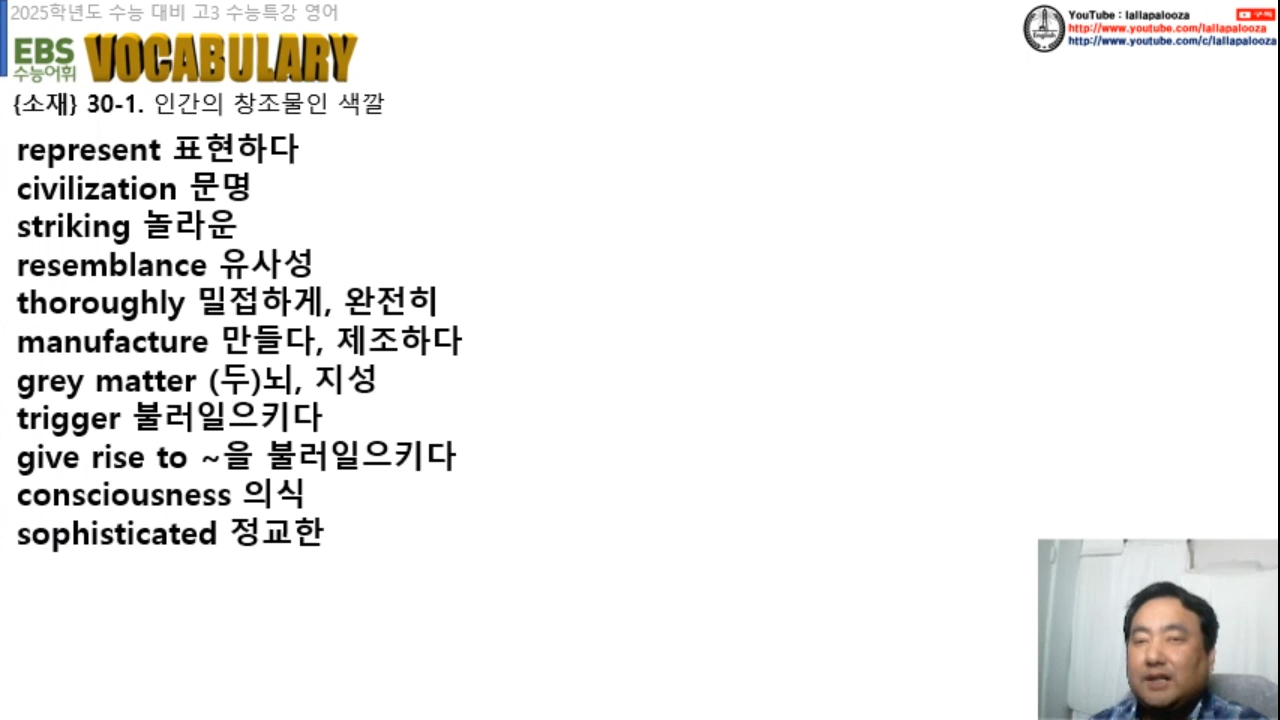 2025학년도 수능 대비 고3 수능특강 영어
YouTube : lallapalooza
구독
http://www.youtube.com/lallapalooza
http://www.youtube.com/c/lallapalooza
English
EBS
수능어휘
VOCABULARY
{소재} 30-1. 인간의 창조물인 색깔
represent 표현하다
civilization 문명
striking 놀라운
resemblance 유사성
thoroughly 밀접하게, 완전히
manufacture 만들다, 제조하다
grey matter (두)뇌, 지성
trigger 불러일으키다
give rise to ~을 불러일으키다
consciousness 의식
sophisticated 정교한